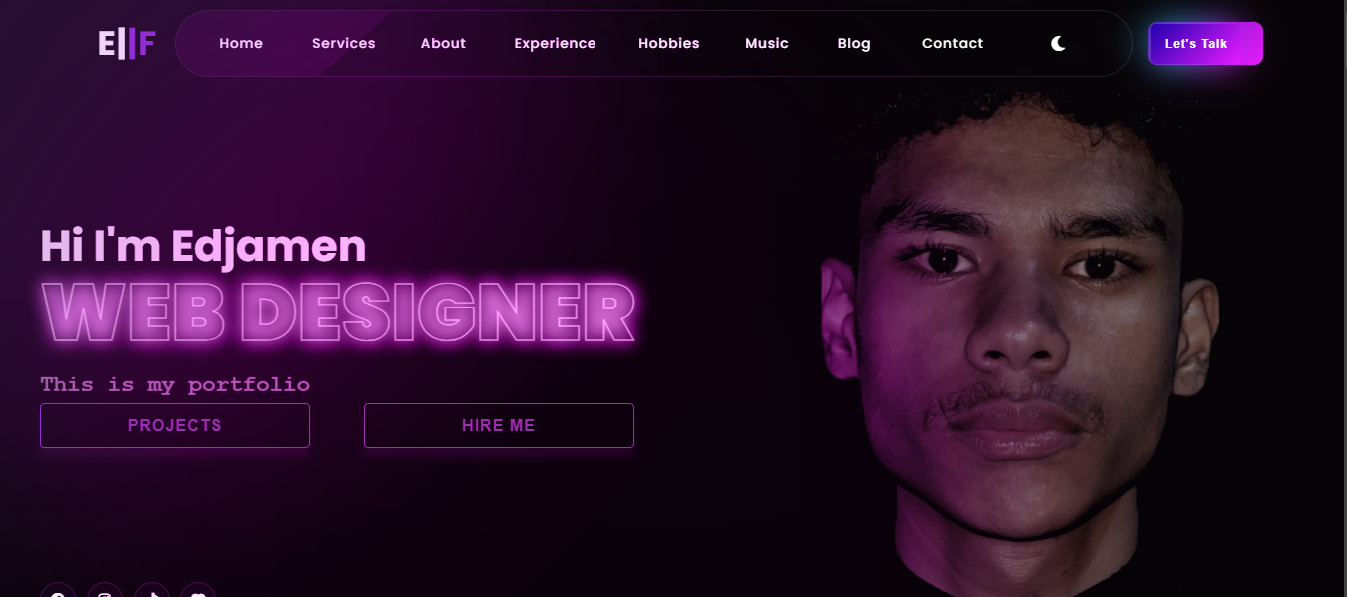 E||F
Home Services About Experience Hobbies Music Blog Contact
Let's Talk
Hi I'm Edjamen
WEB DESIGNER
This is my portfolio
PROJECTS
HIRE ME